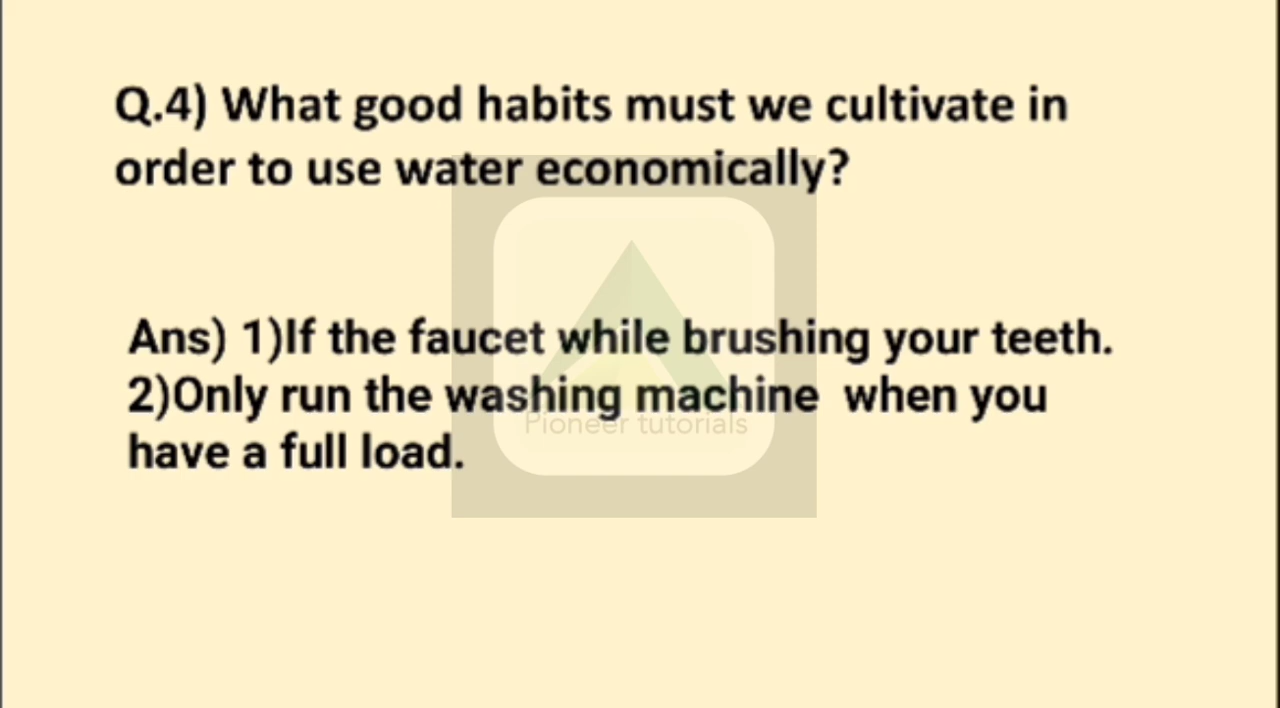 Q.4) What good habits must we cultivate in
order to use water economically?
Ans) 1)If the faucet while brushing your teeth.
2)Only run the washing machine  when you
Pioneer tutorials
have a full load.